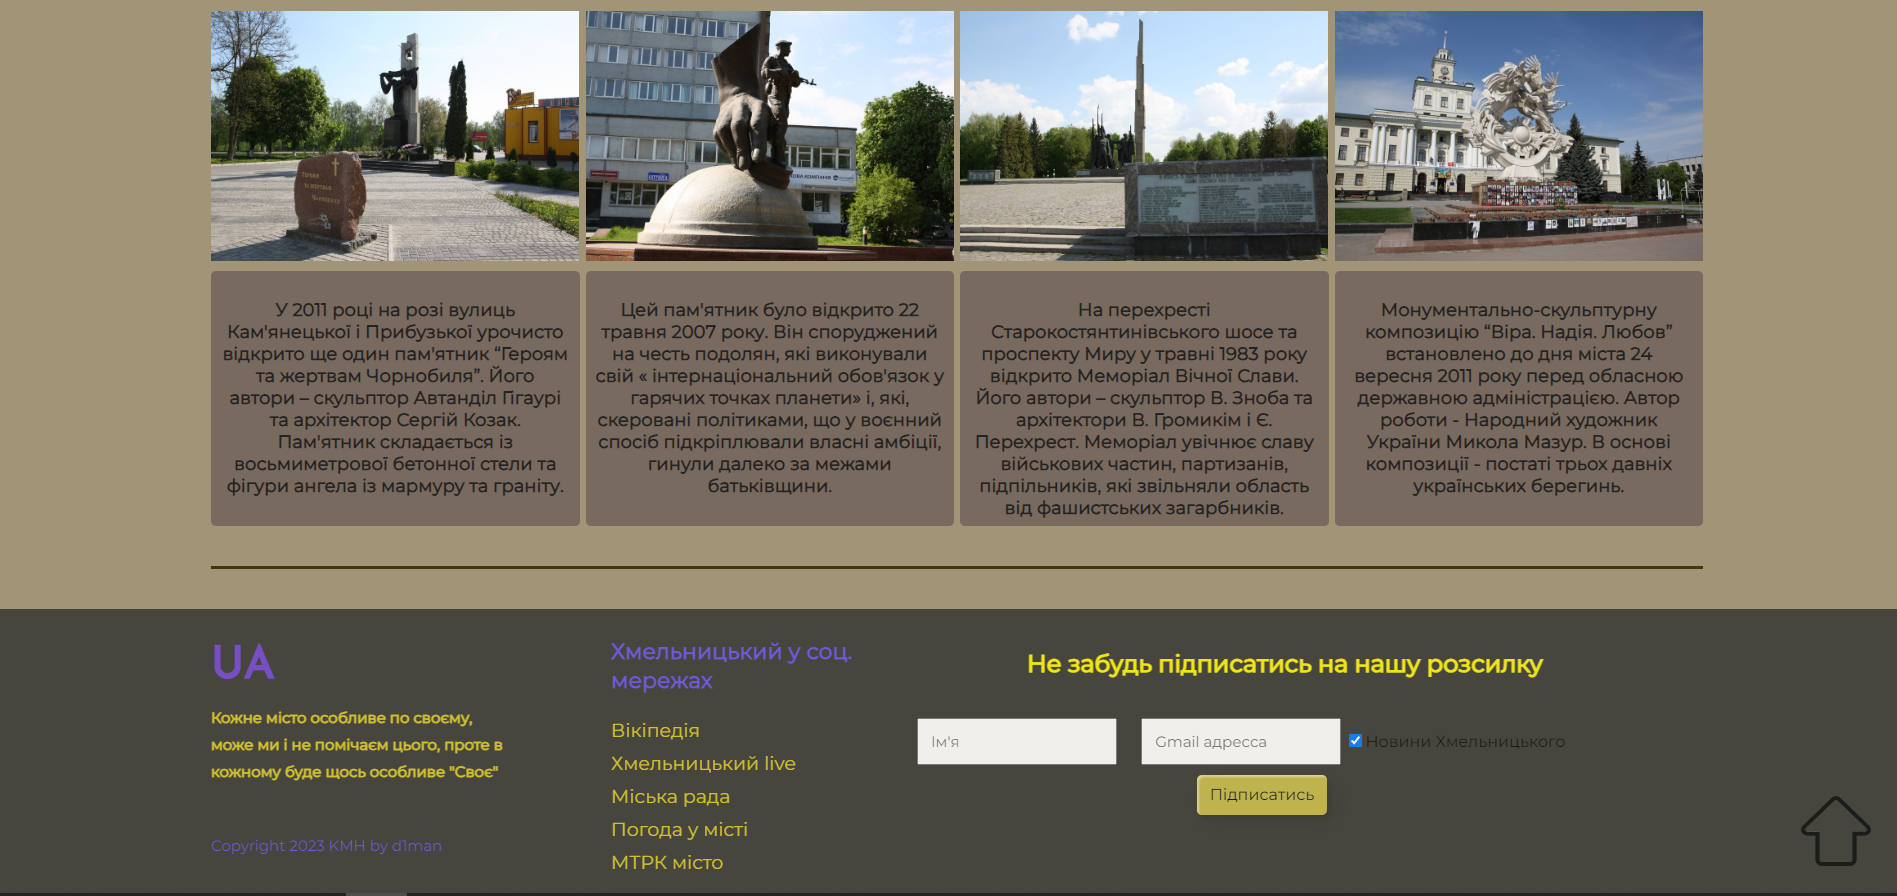 Героям
та жертвам
Чорнобиля
У 2011 році на розі вулиць
Кам'янецької і Прибузької урочисто
відкрито ще один пам'ятник “Героям
та жертвам Чорнобиля”. Його
автори – скульптор Автанділ Гігаурі
та архітектор Сергій Козак.
Пам'ятник складається із
восьмиметрової бетонної стели та
фігури ангела із мармуру та граніту.
Цей пам'ятник було відкрито 22
травня 2007 року. Він споруджений
на честь подолян, які виконували
свій « інтернаціональний обов'язок у
гарячих точках планети» і, які,
скеровані політиками, що у воєнний
спосіб підкріплювали власні амбіції,
гинули далеко за межами
батьківщини.
На перехресті
Старокостянтинівського шосе та
проспекту Миру у травні 1983 року
відкрито Меморіал Вічної Слави.
Його автори – скульптор В. Зноба та
архітектори В. Громикім і Є.
Перехрест. Меморіал увічнює славу
військових частин, партизанів,
підпільників, які звільняли область
від фашистських загарбників.
Монументально-скульптурну
композицію “Віра. Надія. Любов”
встановлено до дня міста 24
вересня 2011 року перед обласною
державною адміністрацією. Автор
роботи - Народний художник
України Микола Мазур. В основі
композиції - постаті трьох давніх
українських берегинь.
UA
Кожне місто особливе по своєму,
може ми і не помічаєм цього, проте в
кожному буде щось особливе "Своє"
Copyright 2023 KMH by d1man
Хмельницький у соц.
мережах
Вікіпедія
Хмельницький live
Міська рада
Погода у місті
МТРК місто
Не забудь підписатись на нашу розсилку
Ім'я
Gmail адресса
Новини Хмельницького
Підписатись